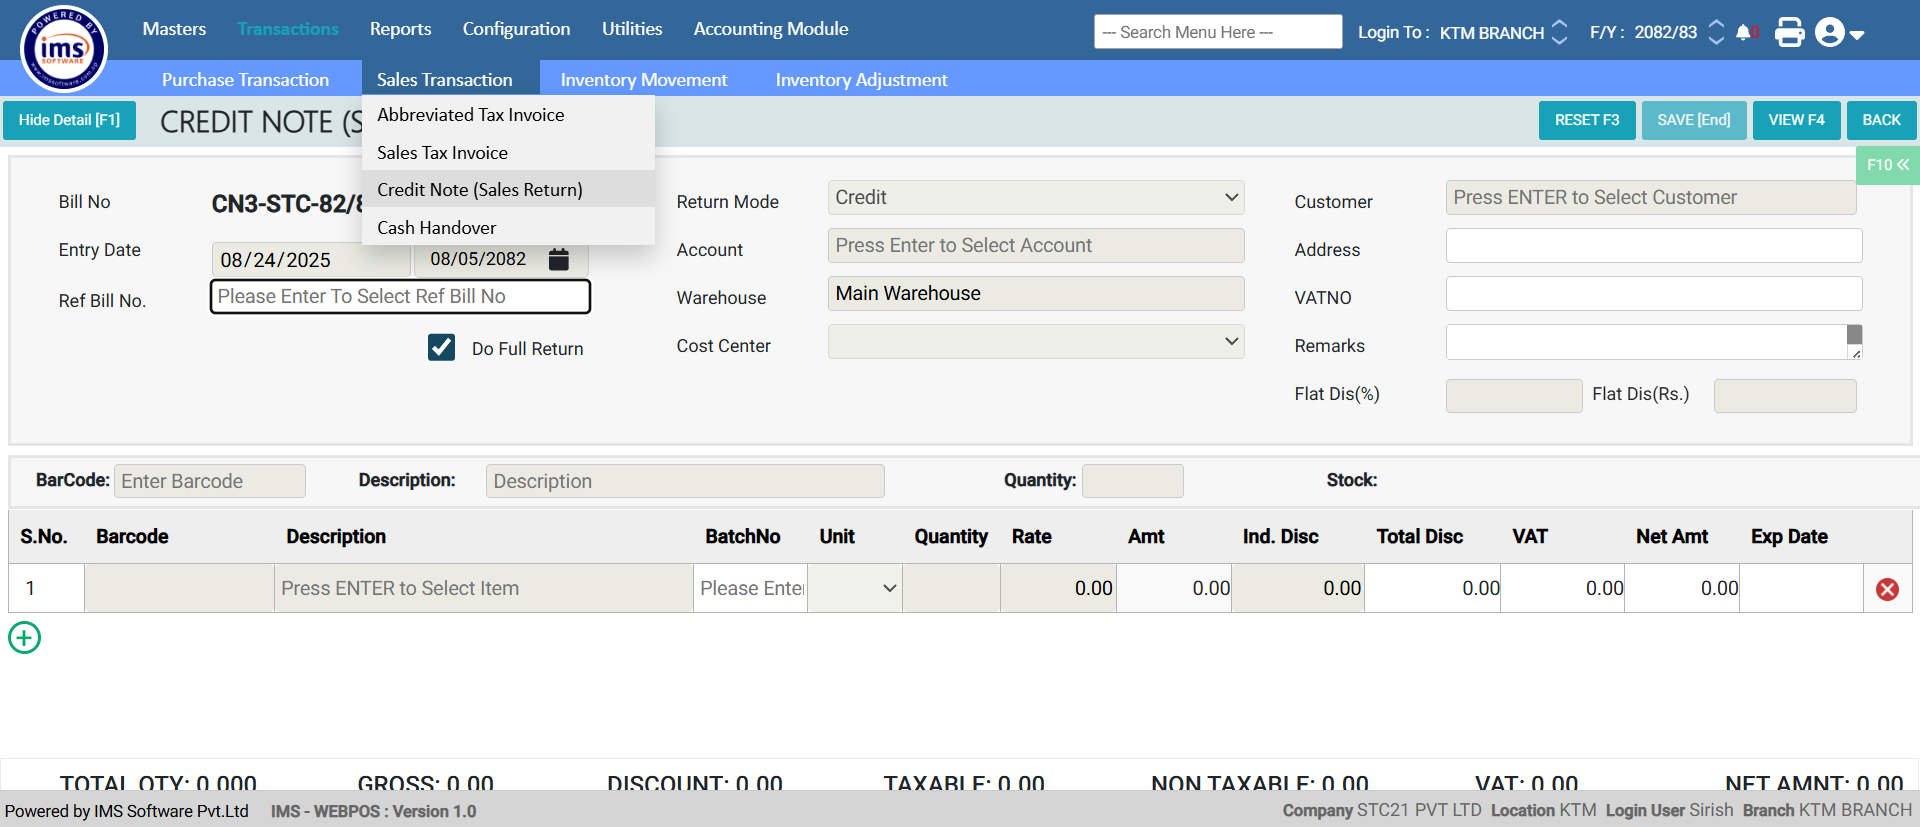 POWERED BY
ims
SOFTWARE
www.imssoftware.com.np
Masters Transactions Reports Configuration Utilities Accounting Module --- Search Menu Here --- Login To : KTM BRANCH F/Y : 2082/83 0
Purchase Transaction Sales Transaction Inventory Movement Inventory Adjustment
Hide Detail [F1] CREDIT NOTE (S RESET F3 SAVE [End] VIEW F4 BACK
Abbreviated Tax Invoice
Sales Tax Invoice
Credit Note (Sales Return)
Cash Handover
F10 «
Bill No CN3-STC-82/8 Return Mode Credit Customer Press ENTER to Select Customer
Entry Date 08/24/2025 08/05/2082 Account Press Enter to Select Account Address
Ref Bill No. Please Enter To Select Ref Bill No Warehouse Main Warehouse VATNO
Do Full Return Cost Center Remarks
Flat Dis(%) Flat Dis(Rs.)
BarCode: Enter Barcode Description: Description Quantity: Stock:
S.No. Barcode Description BatchNo Unit Quantity Rate Amt Ind. Disc Total Disc VAT Net Amt Exp Date
1 Press ENTER to Select Item Please Enter 0.00 0.00 0.00 0.00 0.00 0.00
TOTAL QTY: 0.000 GROSS: 0.00 DISCOUNT: 0.00 TAXABLE: 0.00 NON TAXABLE: 0.00 VAT: 0.00 NET AMNT: 0.00
Powered by IMS Software Pvt.Ltd IMS - WEBPOS : Version 1.0 Company STC21 PVT LTD Location KTM Login User Sirish Branch KTM BRANCH